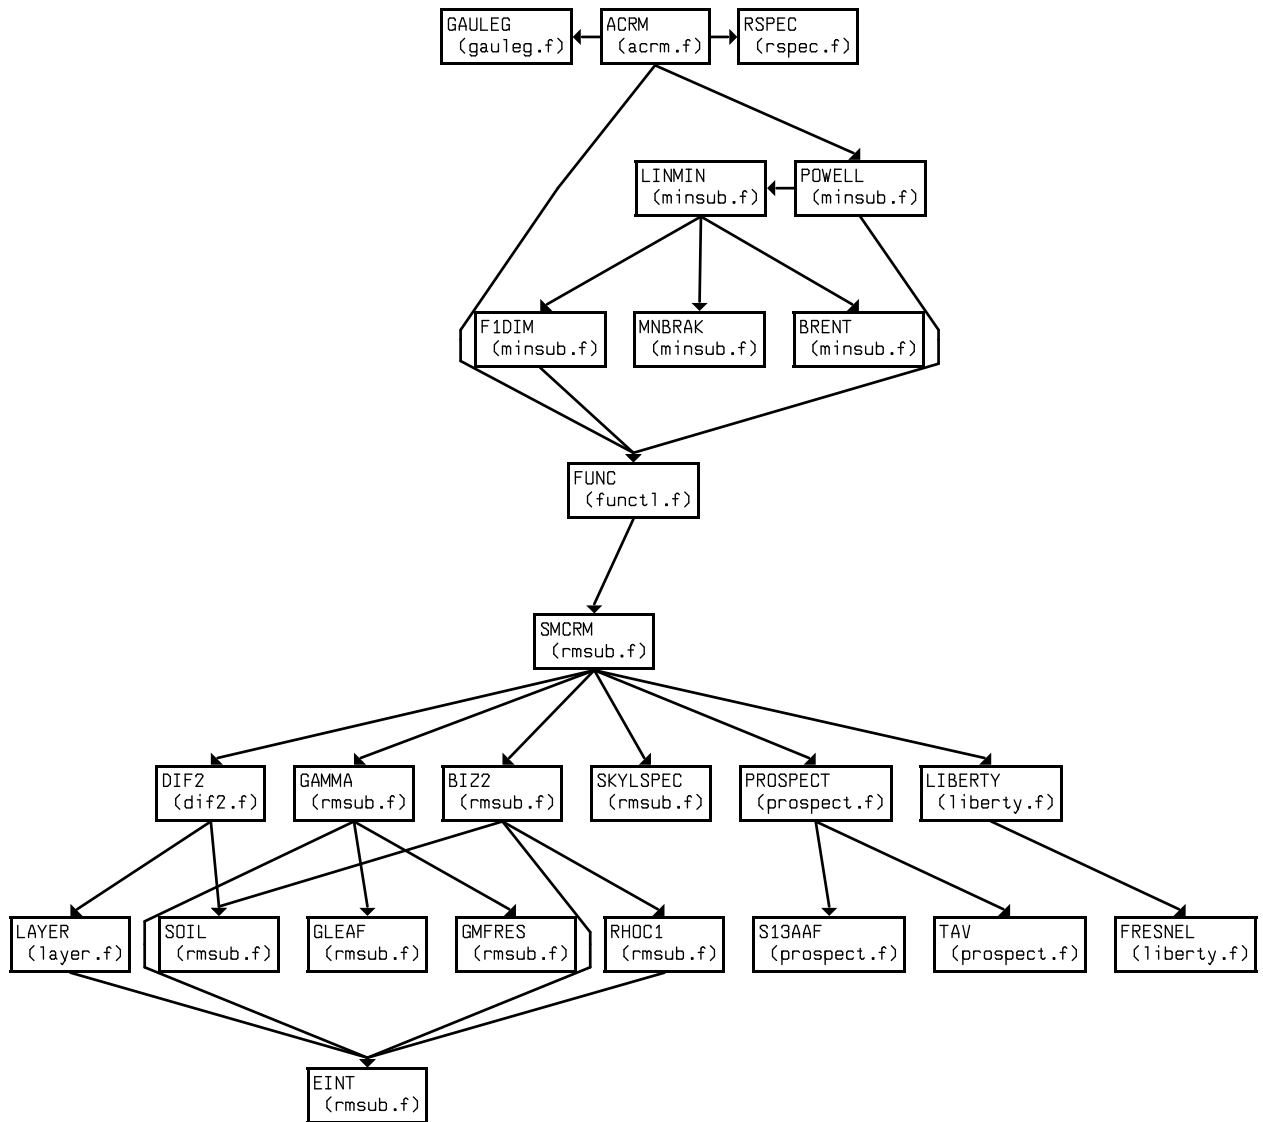 GAULEG
(gauleg.f)
ACRM
(acrm.f)
RSPEC
(rspec.f)
LINMIN
(minsub.f)
POWELL
(minsub.f)
F1DIM
(minsub.f)
MNBRAK
(minsub.f)
BRENT
(minsub.f)
FUNC
(functl.f)
SMCRM
(rmsub.f)
DIF2
(dif2.f)
GAMMA
(rmsub.f)
BIZ2
(rmsub.f)
SKYLSPEC
(rmsub.f)
PROSPECT
(prospect.f)
LIBERTY
(liberty.f)
LAYER
(layer.f)
SOIL
(rmsub.f)
GLEAF
(rmsub.f)
GMFRES
(rmsub.f)
RHOC1
(rmsub.f)
S13AAF
(prospect.f)
TAV
(prospect.f)
FRESNEL
(liberty.f)
EINT
(rmsub.f)